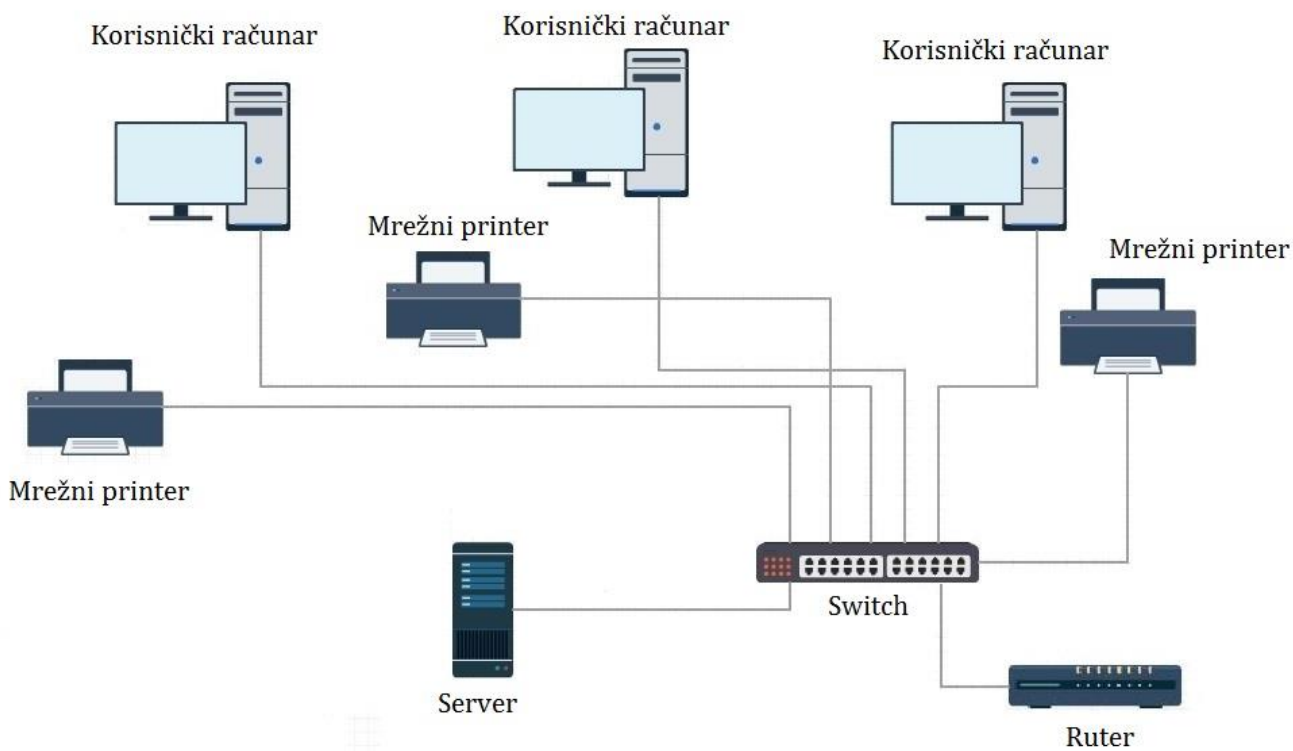 Korisnički računar
Korisnički računar
Korisnički računar
Mrežni printer
Mrežni printer
Mrežni printer
Switch
Server
Ruter